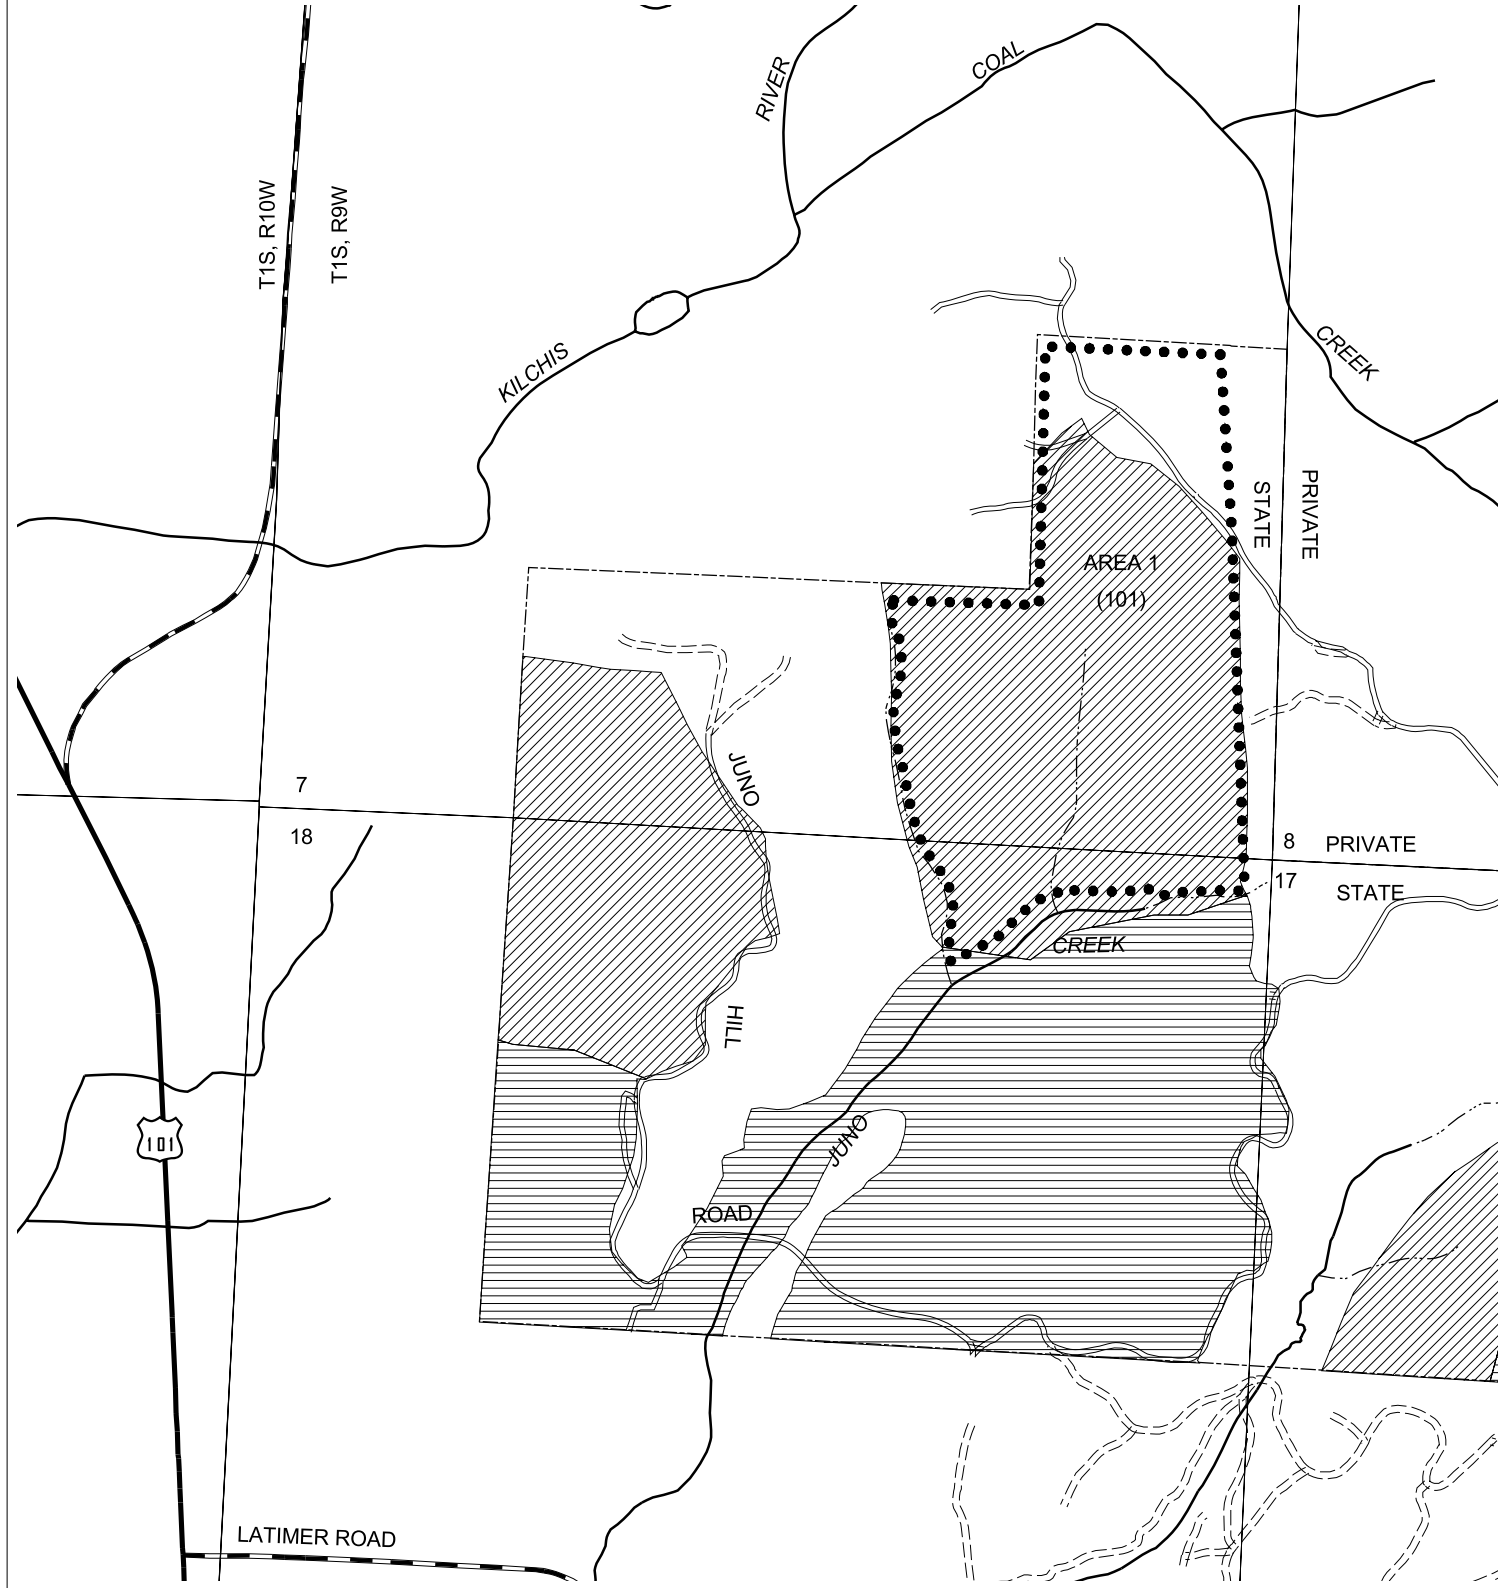 COAL
RIVER
T1S, R10W
T1S, R9W
KILCHIS
CREEK
PRIVATE
STATE
AREA 1
(101)
JUNO
7
18
8
PRIVATE
17
STATE
CREEK
HILL
101
JUNO
ROAD
LATIMER ROAD